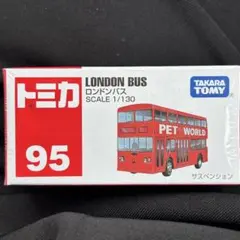 トミカ
LONDON BUS
ロンドンバス
SCALE 1/130
TAKARA TOMY
95
PET WORLD
サスペンション